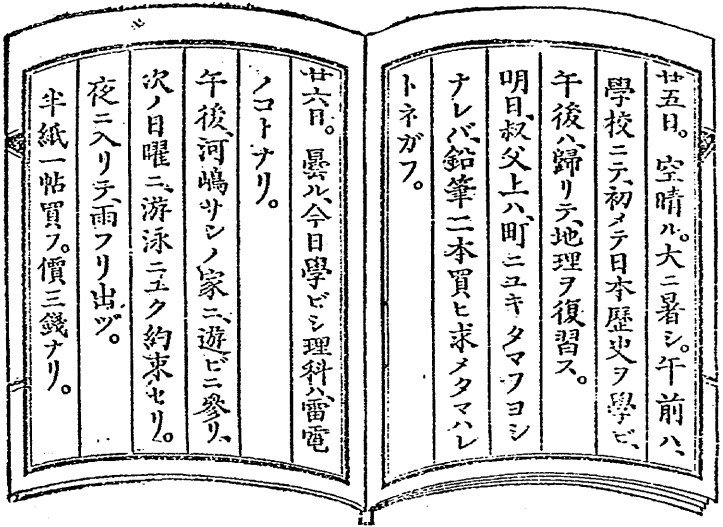 廿五日。空晴ル。大ニ暑シ。午前ハ、
學校ニテ、初メテ日本歷史ヲ學ビ、
午後ハ、歸リテ、地理ヲ復習ス。
明日、叔父上ハ、町ニユキタマフヨシ
ナレバ、鉛筆二本買ヒ求メタマハレ
トネガフ。
廿六日。曇ル、今日學ビシ理科ハ、雷電
ノコトナリ。
午後、河嶋サンノ家ニ、遊ビニ參リ、
次ノ日曜ニ、游泳ニユク約束セリ。
夜ニ入リテ、雨フリ出ヅ。
半紙一帖買フ。價三錢ナリ。